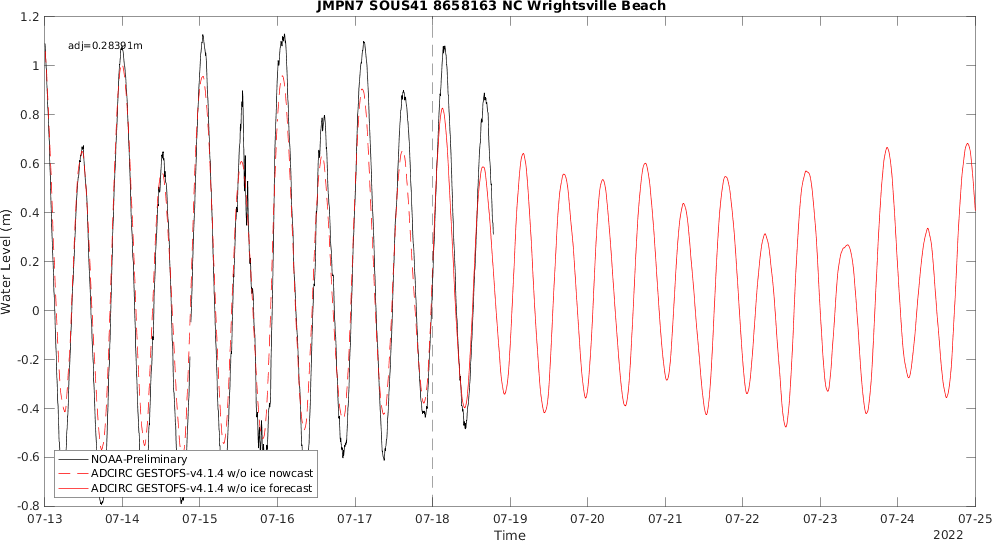 JMPN7 SOUS41 8658163 NC Wrightsville Beach
1.2
adj=0.28391m
1
0.8
0.6
0.4
0.2
0
-0.2
-0.4
-0.6
-0.8
Water Level (m)
NOAA-Preliminary
ADCIRC GESTOFS-v4.1.4 w/o ice nowcast
ADCIRC GESTOFS-v4.1.4 w/o ice forecast
07-13 07-14 07-15 07-16 07-17 07-18 07-19 07-20 07-21 07-22 07-23 07-24 07-25
Time
2022